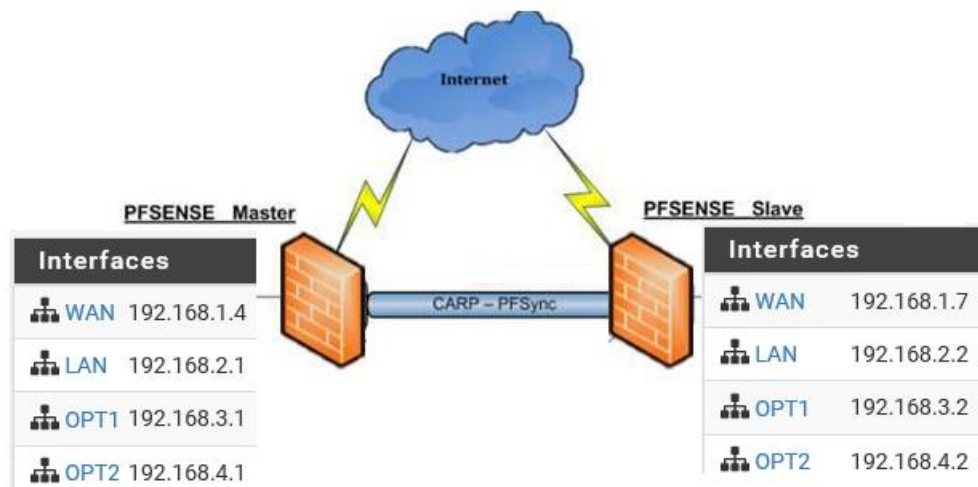 Internet
PFSENSE Master
PFSENSE Slave
Interfaces
WAN 192.168.1.4
LAN 192.168.2.1
OPT1 192.168.3.1
OPT2 192.168.4.1
CARP – PFSync
Interfaces
WAN 192.168.1.7
LAN 192.168.2.2
OPT1 192.168.3.2
OPT2 192.168.4.2